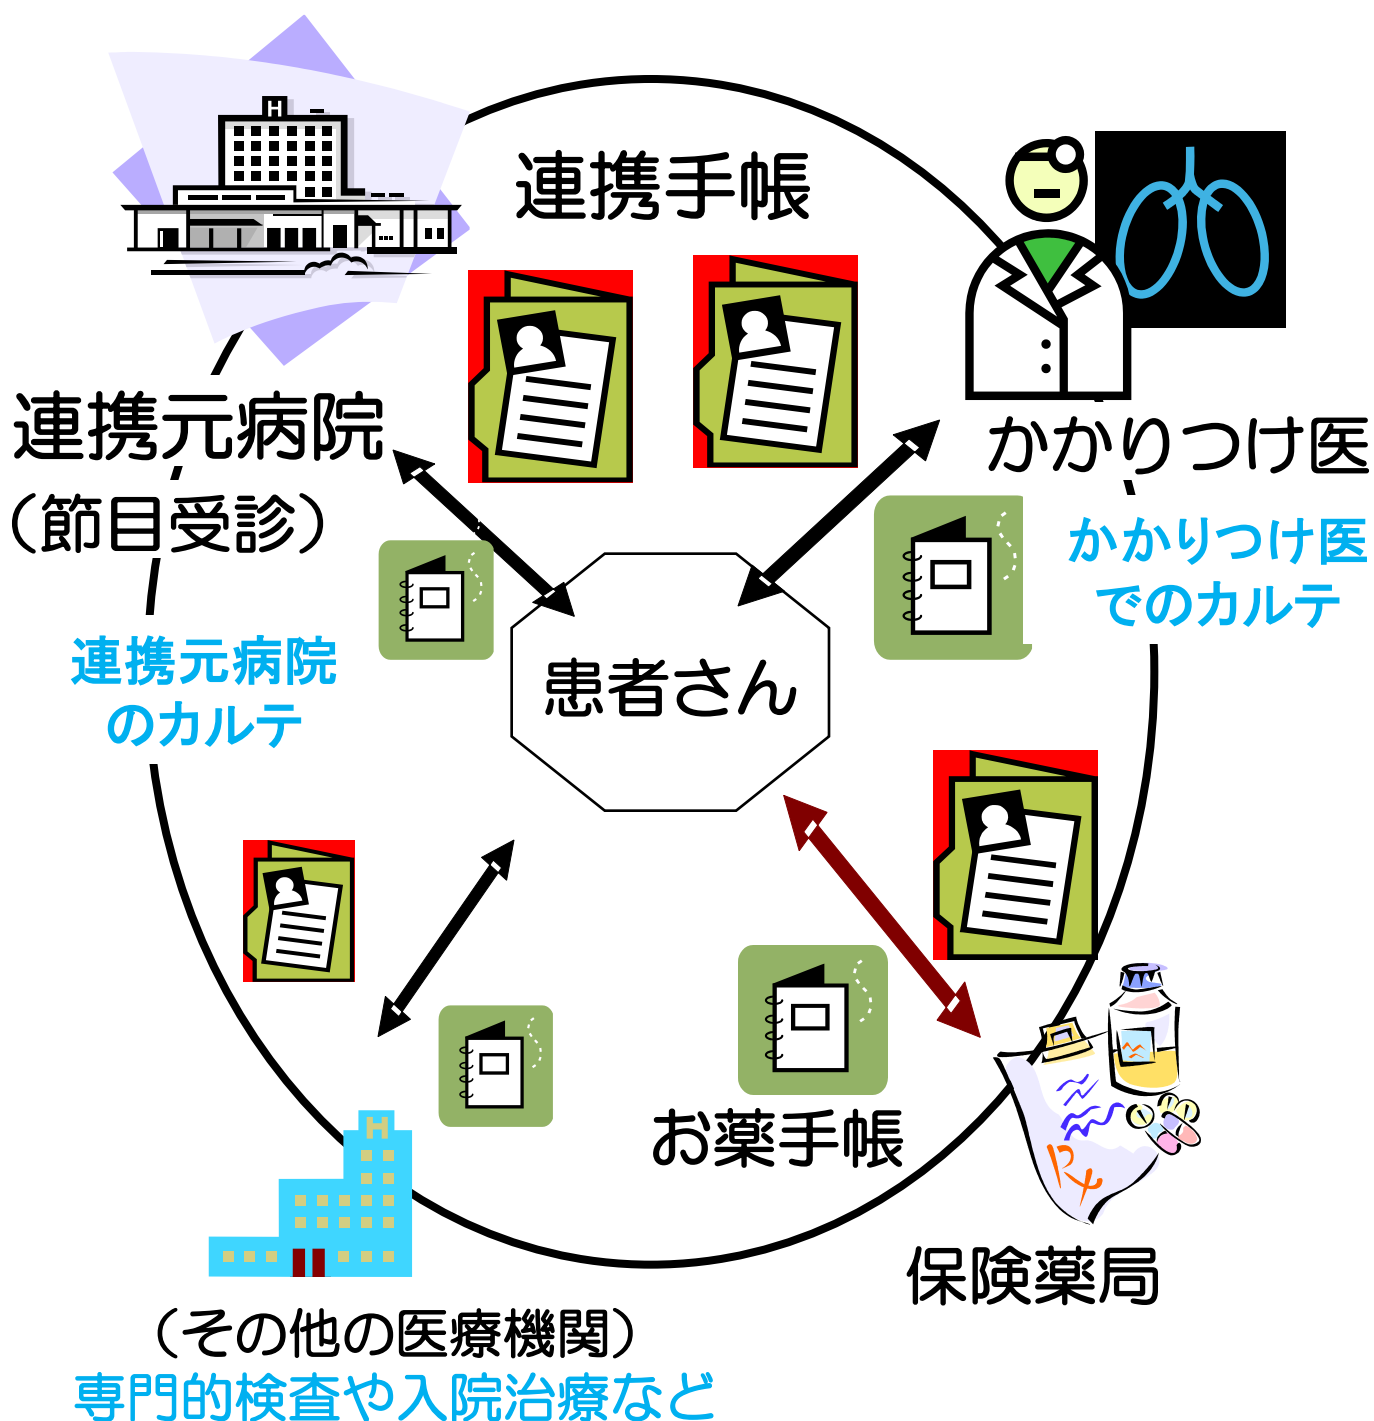 H
連携手帳
連携元病院
(節目受診)
かかりつけ医
かかりつけ医
でのカルテ
連携元病院
のカルテ
患者さん
お薬手帳
保険薬局
H
(その他の医療機関)
専門的検査や入院治療など